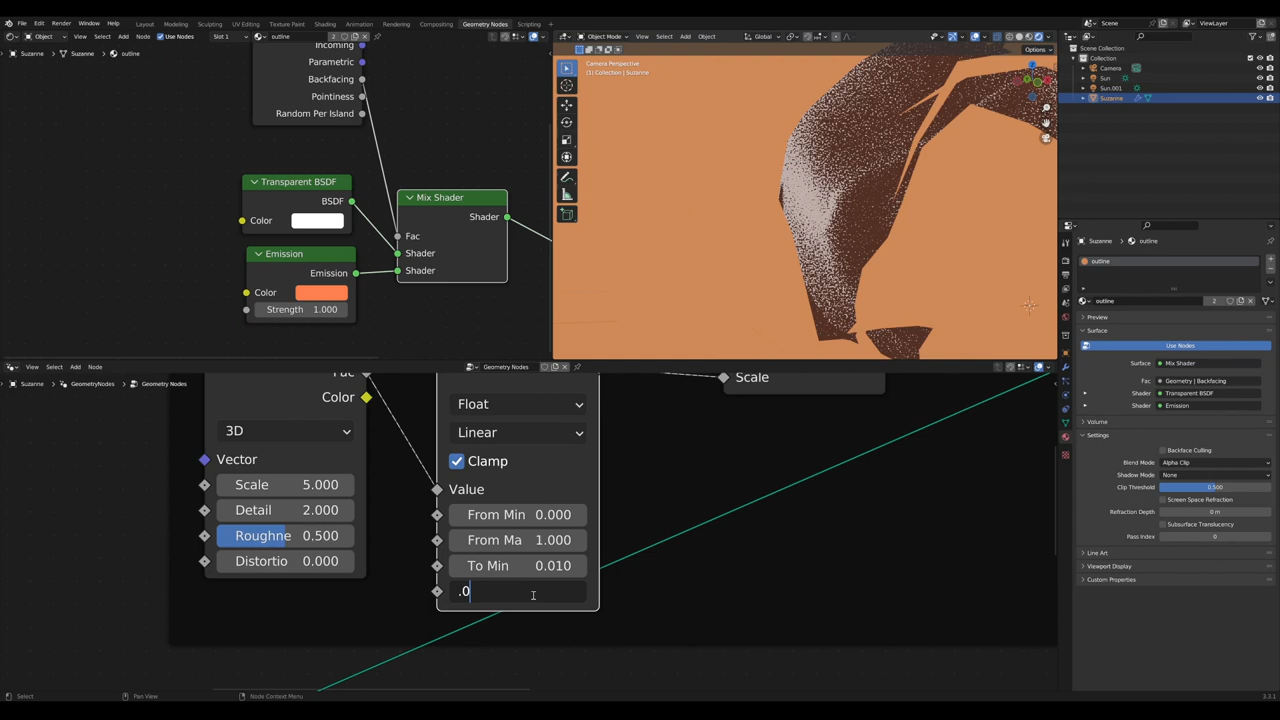 File Edit Render Window Help Layout Modeling Sculpting UV Editing Texture Paint Shading Animation Rendering Compositing Geometry Nodes Scripting
Scene ViewLayer
Object View Select Add Node Use Nodes Slot 1 outline 2
Object Mode View Select Add Object Global
Options
Suzanne Suzanne outline
Incoming
Parametric
Backfacing
Pointiness
Random Per Island
Transparent BSDF
BSDF
Color
Emission
Emission
Color
Strength 1.000
Mix Shader
Shader
Fac
Shader
Shader
Camera Perspective
(1) Collection | Suzanne
Scene Collection
Collection
Camera
Sun
Sun.001
Suzanne
View Select Add Node Geometry Nodes
Suzanne GeometryNodes Geometry Nodes
Fac
Color
3D
Vector
Scale 5.000
Detail 2.000
Roughne 0.500
Distortio 0.000
Float
Linear
Clamp
Value
From Min 0.000
From Ma 1.000
To Min 0.010
.0
Scale
Suzanne outline
outline
outline 2
Preview
Surface
Use Nodes
Surface Mix Shader
Fac Geometry | Backfacing
Shader Transparent BSDF
Shader Emission
Volume
Settings
Backface Culling
Blend Mode Alpha Clip
Shadow Mode None
Clip Threshold 0.500
Screen Space Refraction
Refraction Depth 0 m
Subsurface Translucency
Pass Index 0
Line Art
Viewport Display
Custom Properties
Select Pan View Node Context Menu 3.3.1